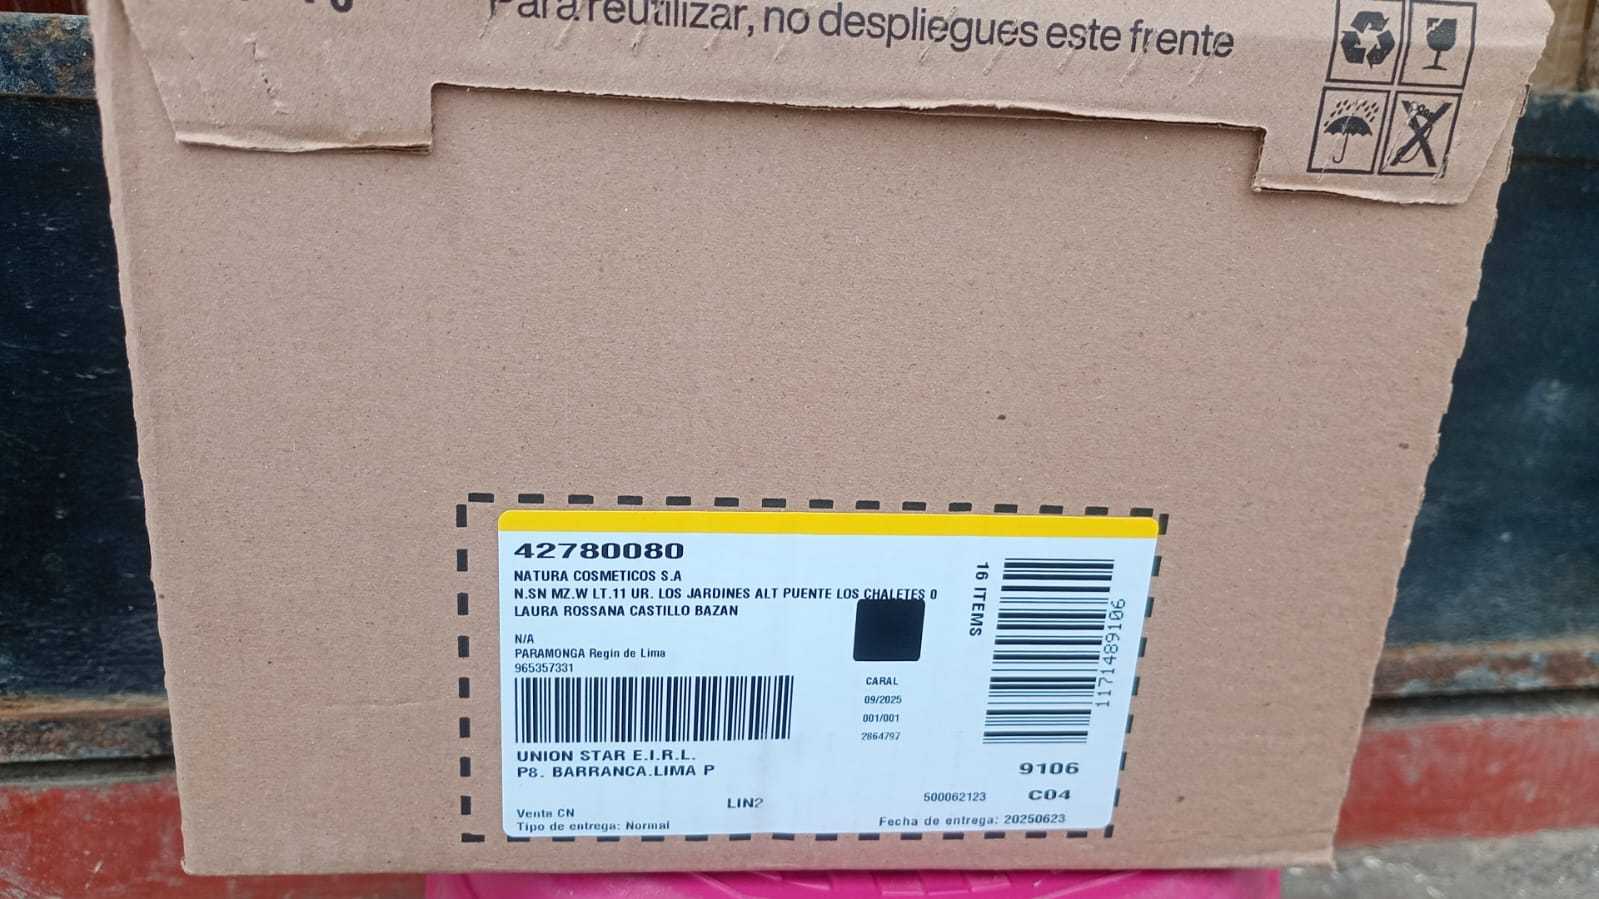 Para reutilizar, no despliegues este frente
42780080
NATURA COSMETICOS S.A
N.SN MZ.W LT.11 UR. LOS JARDINES ALT PUENTE LOS CHALETES 0
LAURA ROSSANA CASTILLO BAZAN
N/A
PARAMONGA Regin de Lima
965357331
UNION STAR E.I.R.L.
P8. BARRANCA.LIMA P
LIN2
Venta CN
Tipo de entrega: Normal
CARAL
09/2025
001/001
2864797
16 ITEMS
1171489106
9106
500062123 C04
Fecha de entrega: 20250623